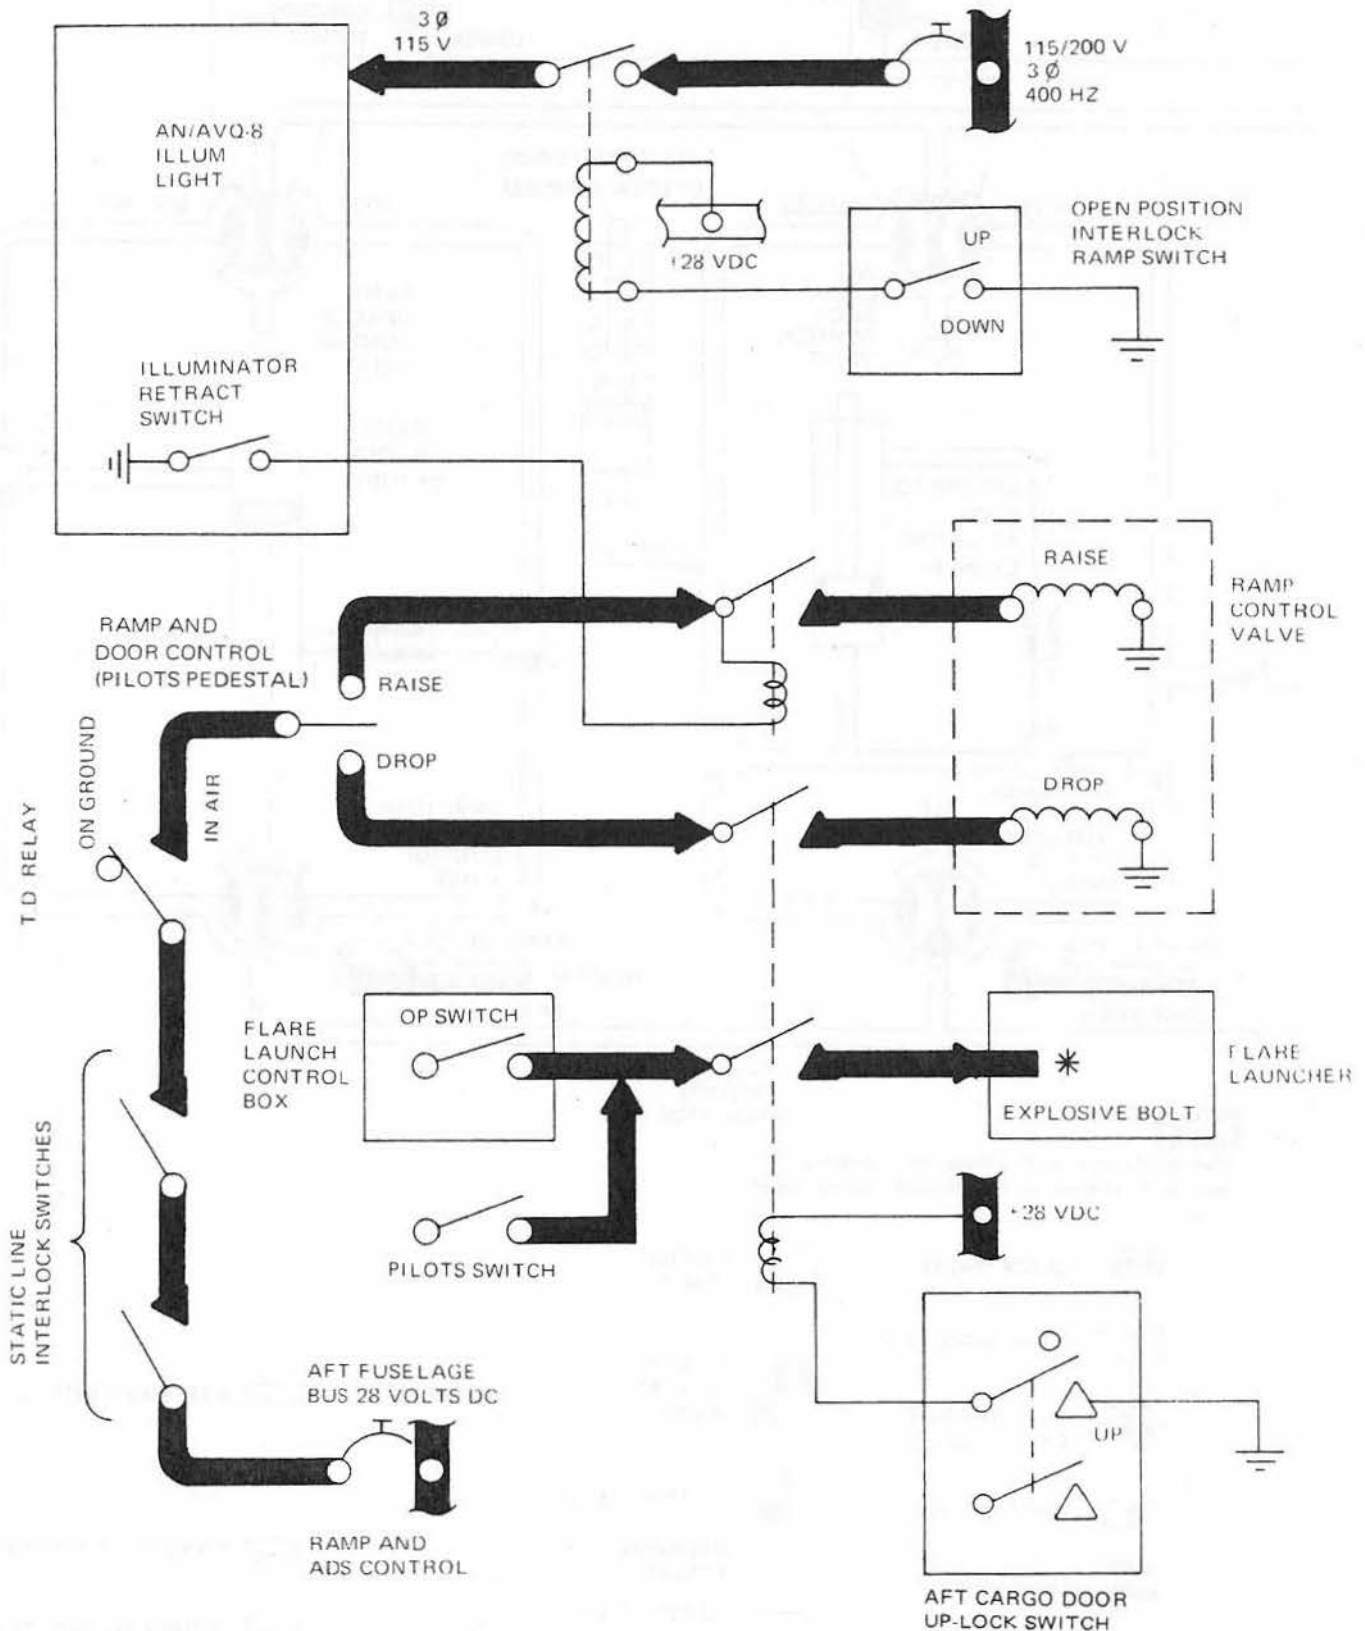 3 Ø
115 V
115/200 V
3 Ø
400 HZ
AN/AVQ-8
ILLUM
LIGHT
+28 VDC
UP
DOWN
OPEN POSITION
INTERLOCK
RAMP SWITCH
ILLUMINATOR
RETRACT
SWITCH
RAISE
RAMP
CONTROL
VALVE
RAMP AND
DOOR CONTROL
(PILOTS PEDESTAL)
RAISE
DROP
DROP
T.D. RELAY
ON GROUND
IN AIR
FLARE
LAUNCH
CONTROL
BOX
OP SWITCH
FLARE
LAUNCHER
EXPLOSIVE BOLT
STATIC LINE
INTERLOCK SWITCHES
PILOTS SWITCH
+28 VDC
UP
AFT FUSELAGE
BUS 28 VOLTS DC
RAMP AND
ADS CONTROL
AFT CARGO DOOR
UP-LOCK SWITCH